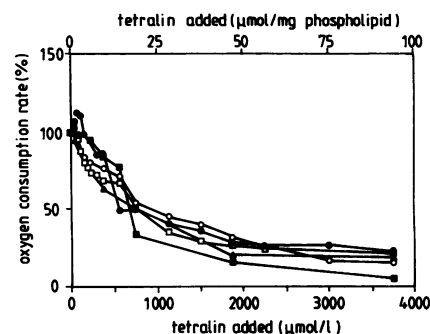 tetralin added (μmol/mg phospholipid)
0 25 50 75 100
150
100
50
0
oxygen consumption rate (%)
0 1000 2000 3000 4000
tetralin added (μmol/l)